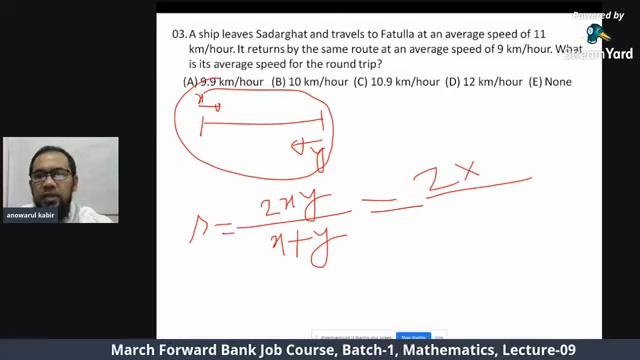 Powered by
StreamYard
03. A ship leaves Sadarghat and travels to Fatulla at an average speed of 11
km/hour. It returns by the same route at an average speed of 9 km/hour. What
is its average speed for the round trip?
(A) 9.9 km/hour (B) 10 km/hour (C) 10.9 km/hour (D) 12 km/hour (E) None
x
y
s = 2xy / x+y = 2×
anowarul kabir
March Forward Bank Job Course, Batch-1, Mathematics, Lecture-09